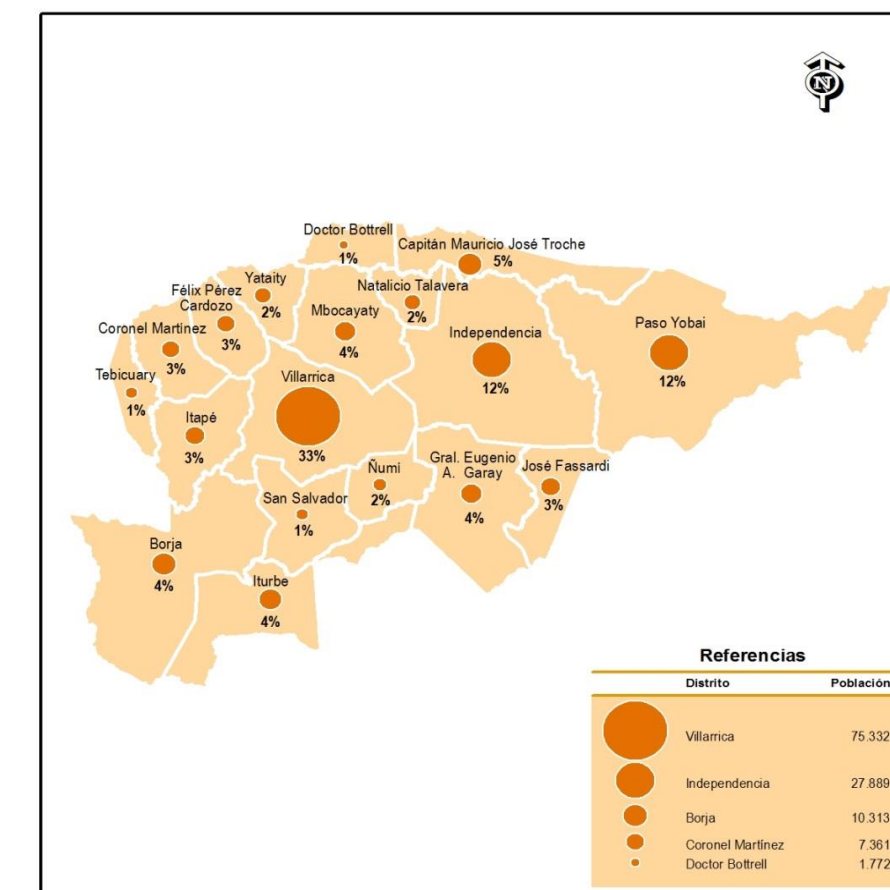 N
Doctor Bottrell
1%
Capitán Mauricio José Troche
5%
Yataity
2%
Félix Pérez
Cardozo
3%
Natalicio Talavera
2%
Mbocayaty
4%
Coronel Martínez
3%
Independencia
12%
Paso Yobai
12%
Tebicuary
1%
Villarrica
33%
Itapé
3%
Gral. Eugenio
A. Garay
4%
José Fassardi
3%
Ñumi
2%
San Salvador
1%
Borja
4%
Iturbe
4%
Referencias
Distrito Población
Villarrica 75.332
Independencia 27.889
Borja 10.313
Coronel Martínez 7.361
Doctor Bottrell 1.772